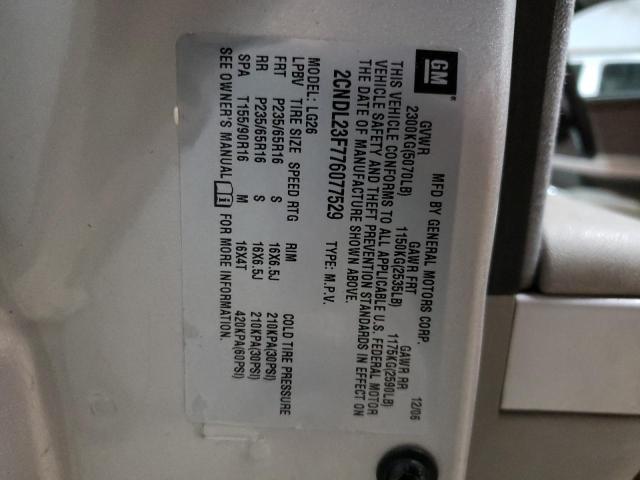 GM
MFD BY GENERAL MOTORS CORP. 12/06
GVWR GAWR FRT GAWR RR
2300KG(5070LB) 1150KG(2535LB) 1175KG(2590LB)
THIS VEHICLE CONFORMS TO ALL APPLICABLE U.S. FEDERAL MOTOR
VEHICLE SAFETY AND THEFT PREVENTION STANDARDS IN EFFECT ON
THE DATE OF MANUFACTURE SHOWN ABOVE.
2CNDL23F776077529 TYPE: M.P.V.
MODEL: LG26
LPBV TIRE SIZE SPEED RTG RIM COLD TIRE PRESSURE
FRT P235/65R16 S 16X6.5J 210KPA(30PSI)
RR P235/65R16 S 16X6.5J 210KPA(30PSI)
SPA T155/90R16 M 16X4T 420KPA(60PSI)
SEE OWNER'S MANUAL i FOR MORE INFORMATION.